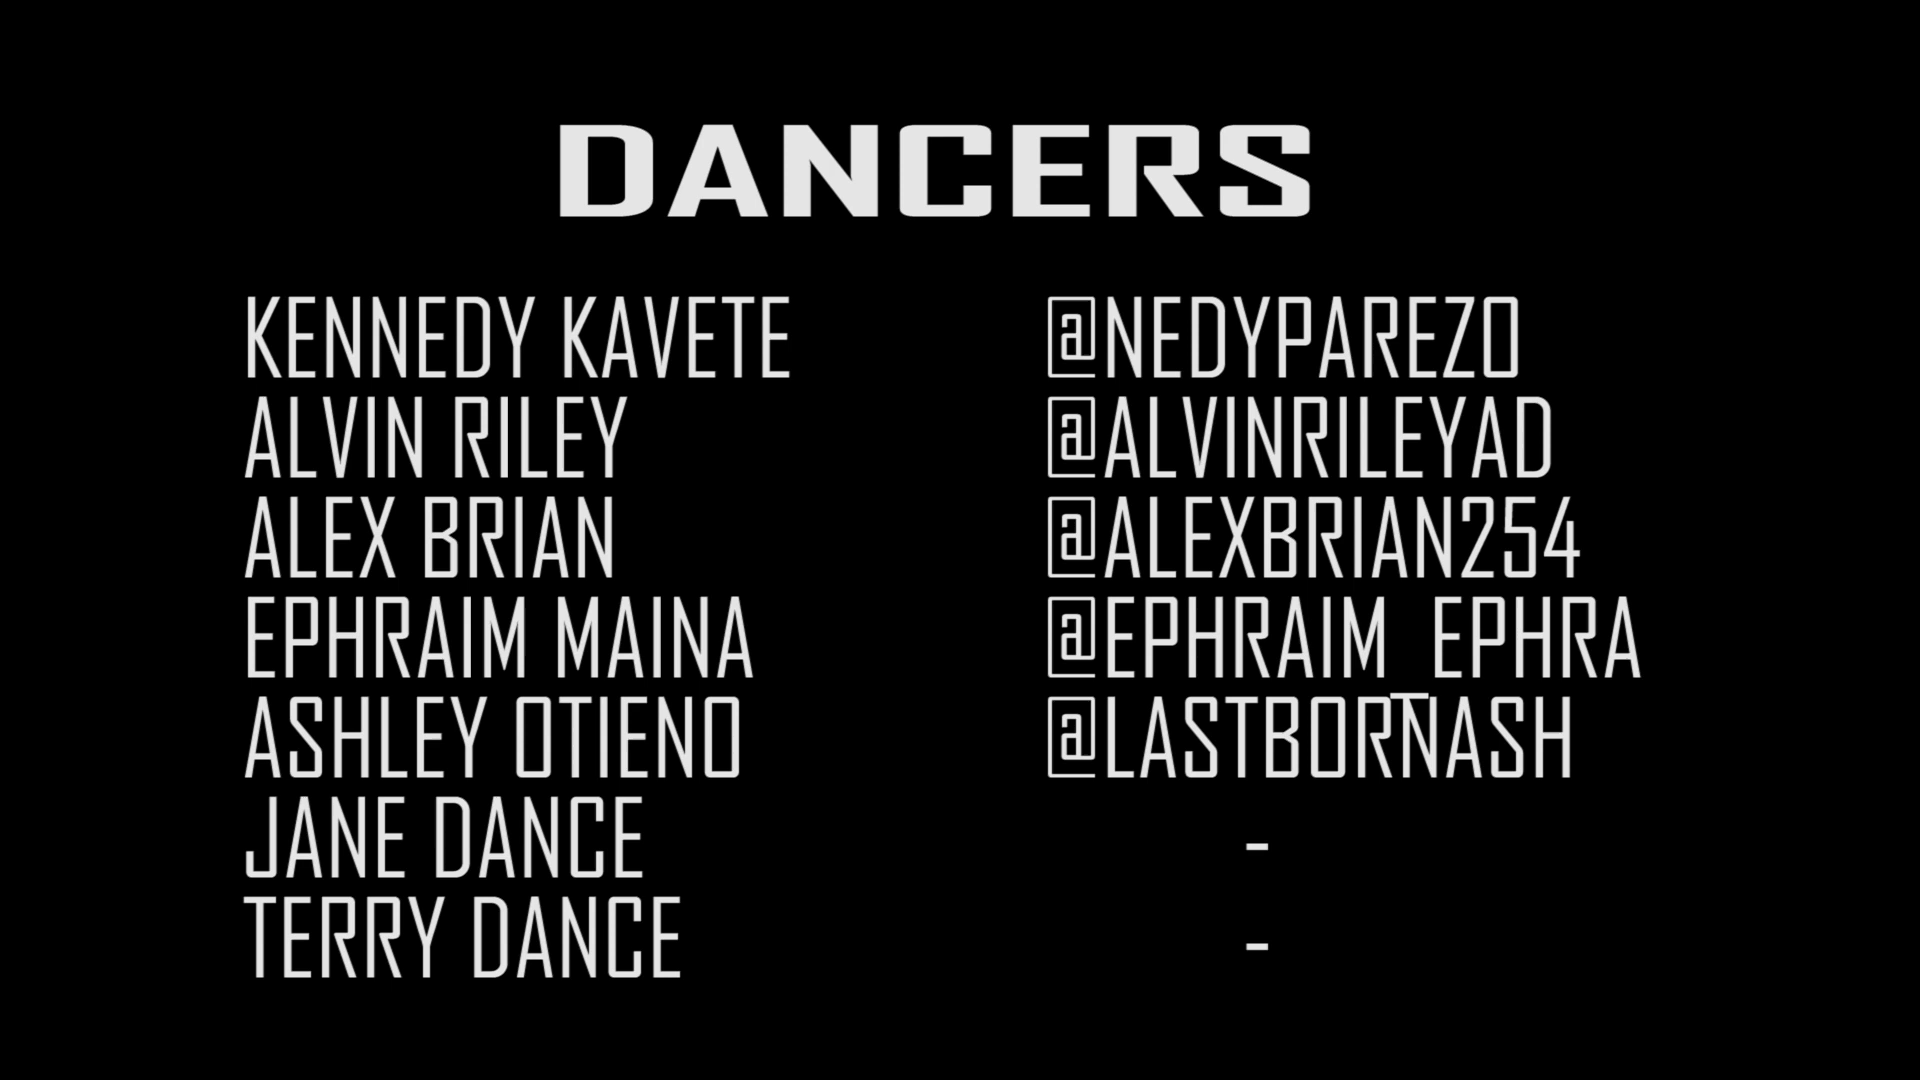 DANCERS
KENNEDY KAVETE @NEDYPAREZO
ALVIN RILEY @ALVINRILEYAD
ALEX BRIAN @ALEXBRIAN254
EPHRAIM MAINA @EPHRAIM_EPHRA
ASHLEY OTIENO @LASTBORNASH
JANE DANCE -
TERRY DANCE -